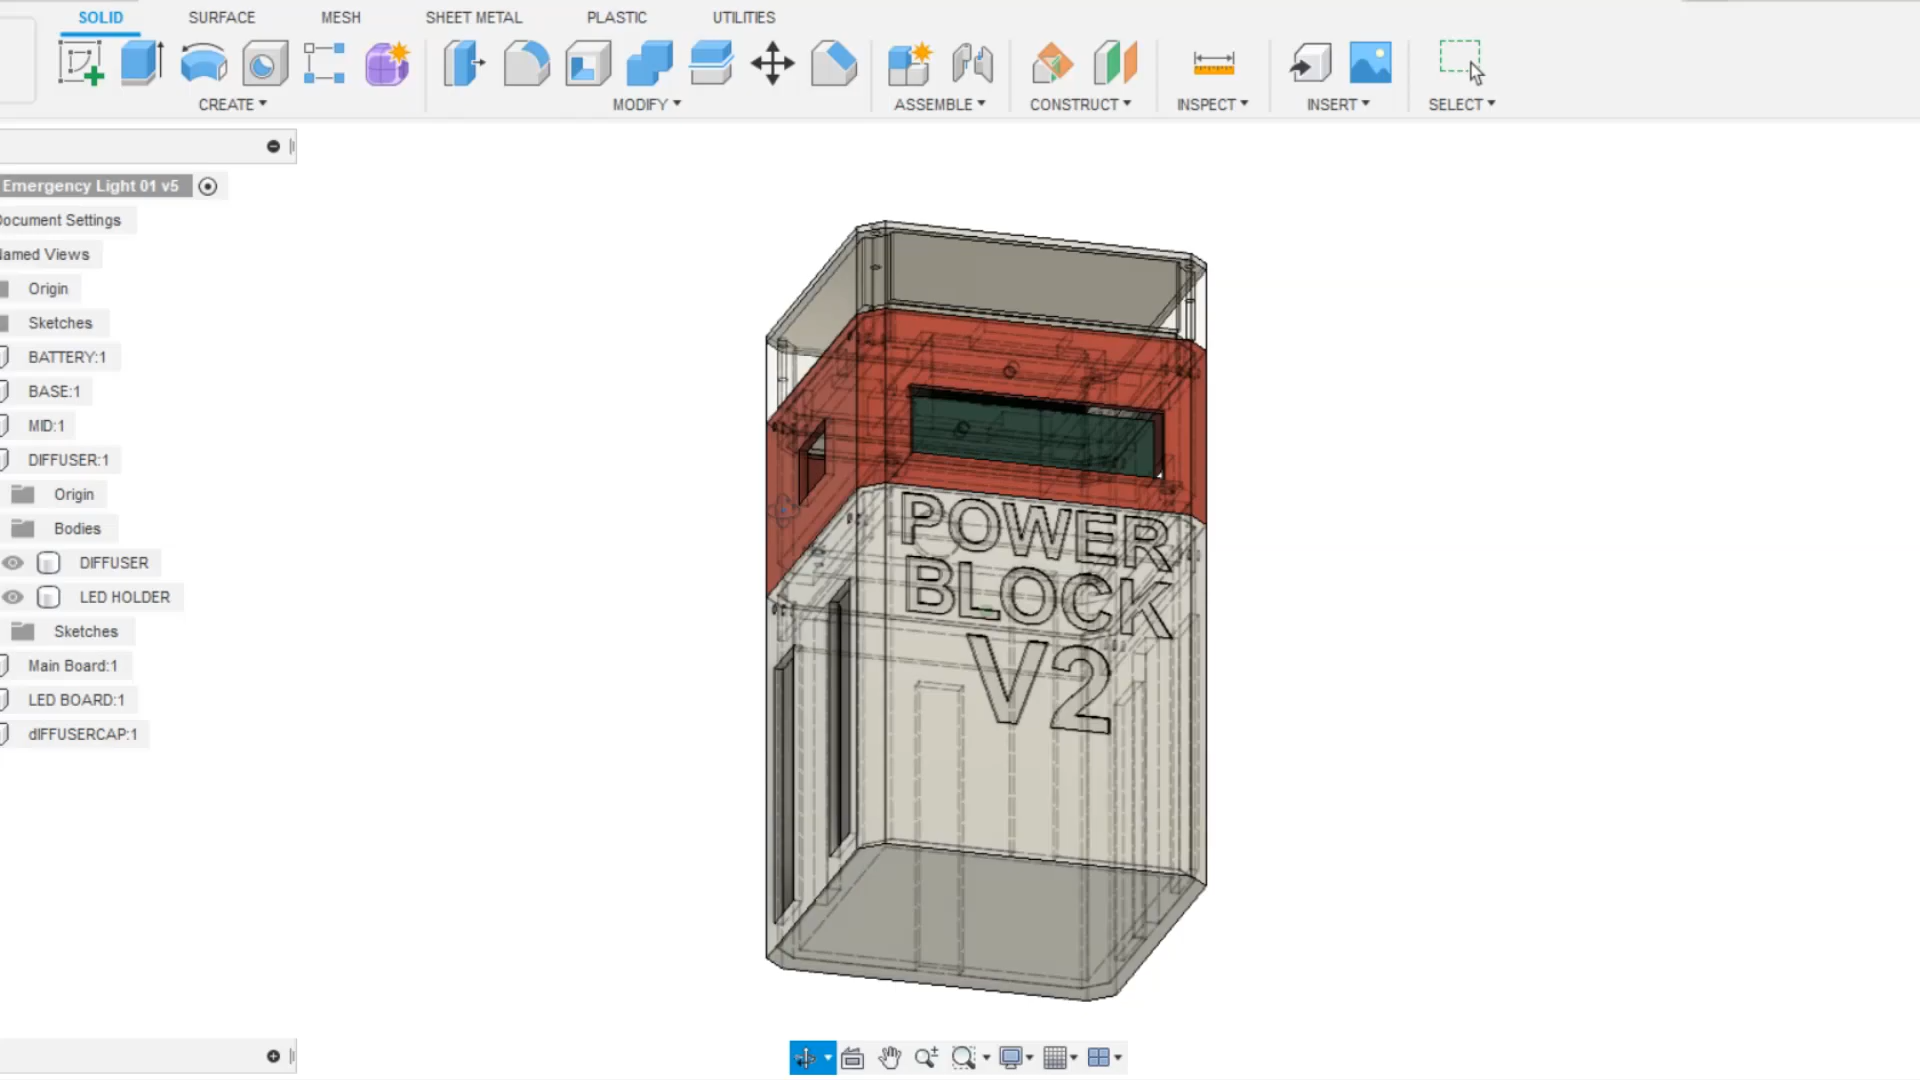 SOLID SURFACE MESH SHEET METAL PLASTIC UTILITIES
CREATE MODIFY ASSEMBLE CONSTRUCT INSPECT INSERT SELECT
Emergency Light 01 v5
Document Settings
Named Views
Origin
Sketches
BATTERY:1
BASE:1
MID:1
DIFFUSER:1
Origin
Bodies
DIFFUSER
LED HOLDER
Sketches
Main Board:1
LED BOARD:1
dIFFUSERCAP:1
POWER
BLOCK
V2